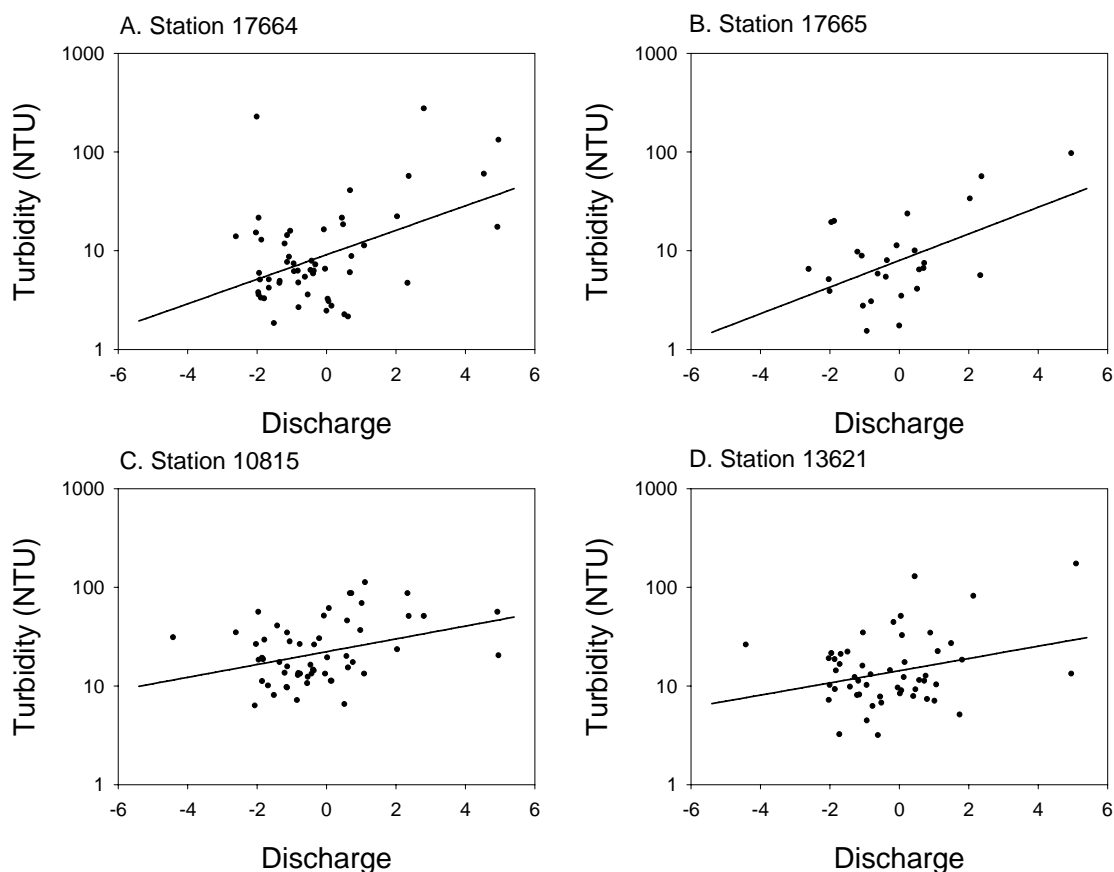 A. Station 17664
Turbidity (NTU)
1000
100
10
1
-6 -4 -2 0 2 4 6
Discharge
B. Station 17665
Turbidity (NTU)
1000
100
10
1
-6 -4 -2 0 2 4 6
Discharge
C. Station 10815
Turbidity (NTU)
1000
100
10
1
-6 -4 -2 0 2 4 6
Discharge
D. Station 13621
Turbidity (NTU)
1000
100
10
1
-6 -4 -2 0 2 4 6
Discharge